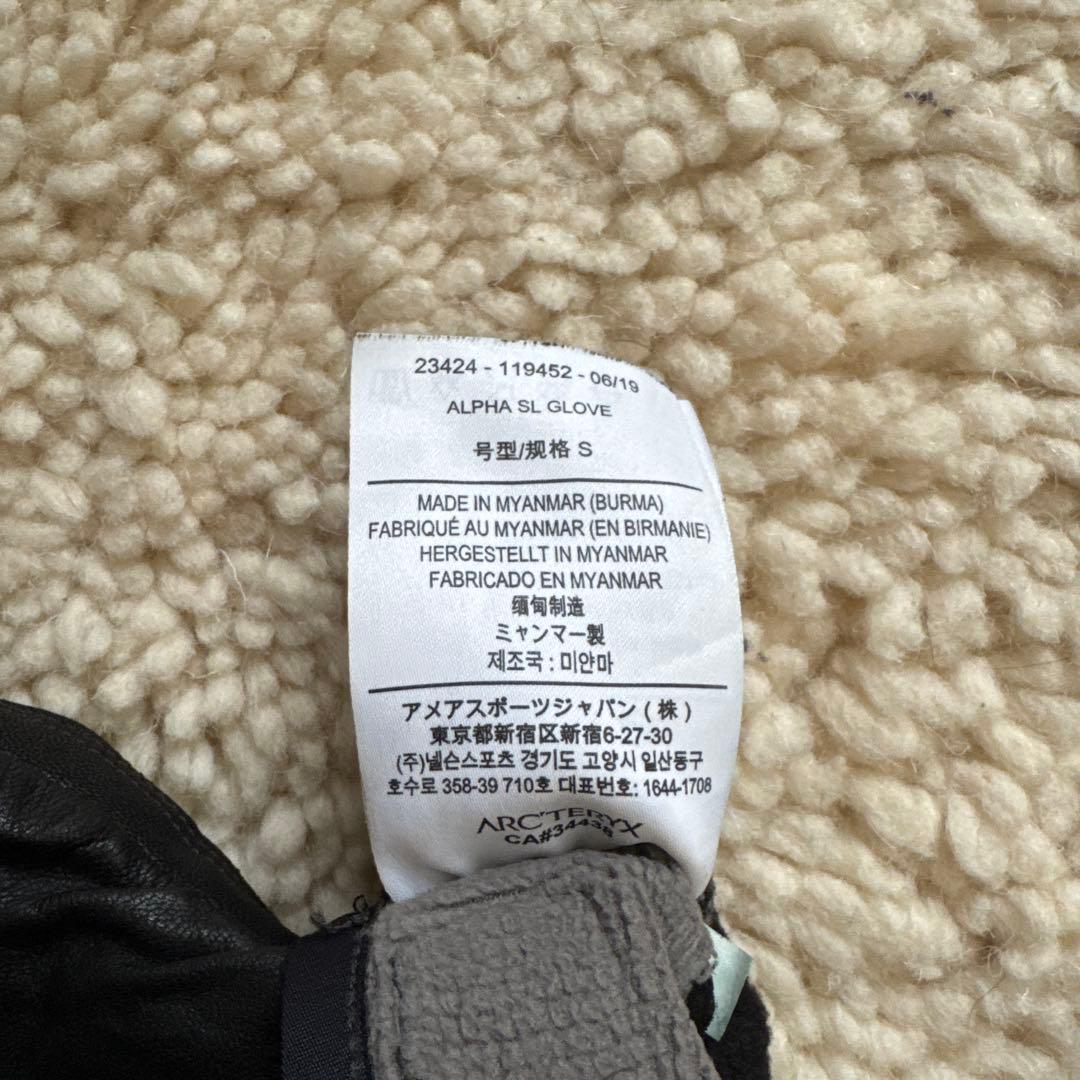 23424 - 119452 - 06/19
ALPHA SL GLOVE
号型/规格 S
MADE IN MYANMAR (BURMA)
FABRIQUÉ AU MYANMAR (EN BIRMANIE)
HERGESTELLT IN MYANMAR
FABRICADO EN MYANMAR
缅甸制造
ミャンマー製
제조국 : 미얀마
アメアスポーツジャパン ( 株 )
東京都新宿区新宿6-27-30
(주)넬슨스포츠 경기도 고양시 일산동구
호수로 358-39 710호 대표번호: 1644-1708
ARC'TERYX
CA#34438